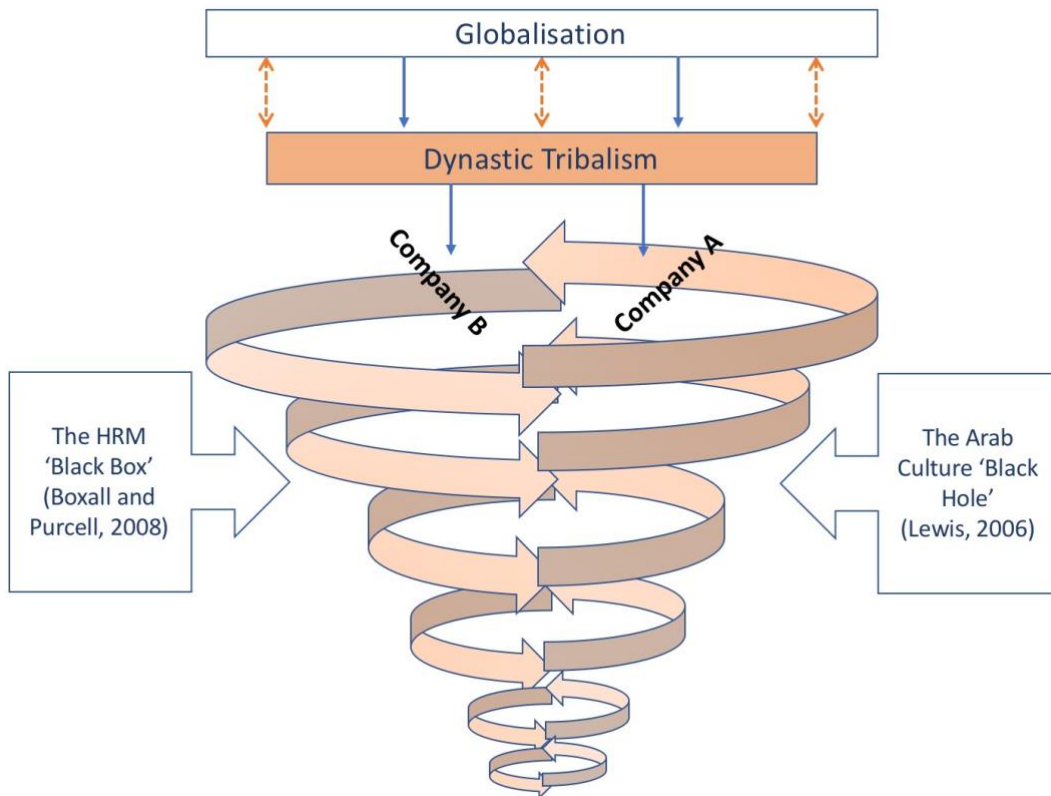 Globalisation
Dynastic Tribalism
Company B
Company A
The HRM
‘Black Box’
(Boxall and
Purcell, 2008)
The Arab
Culture ‘Black
Hole’
(Lewis, 2006)